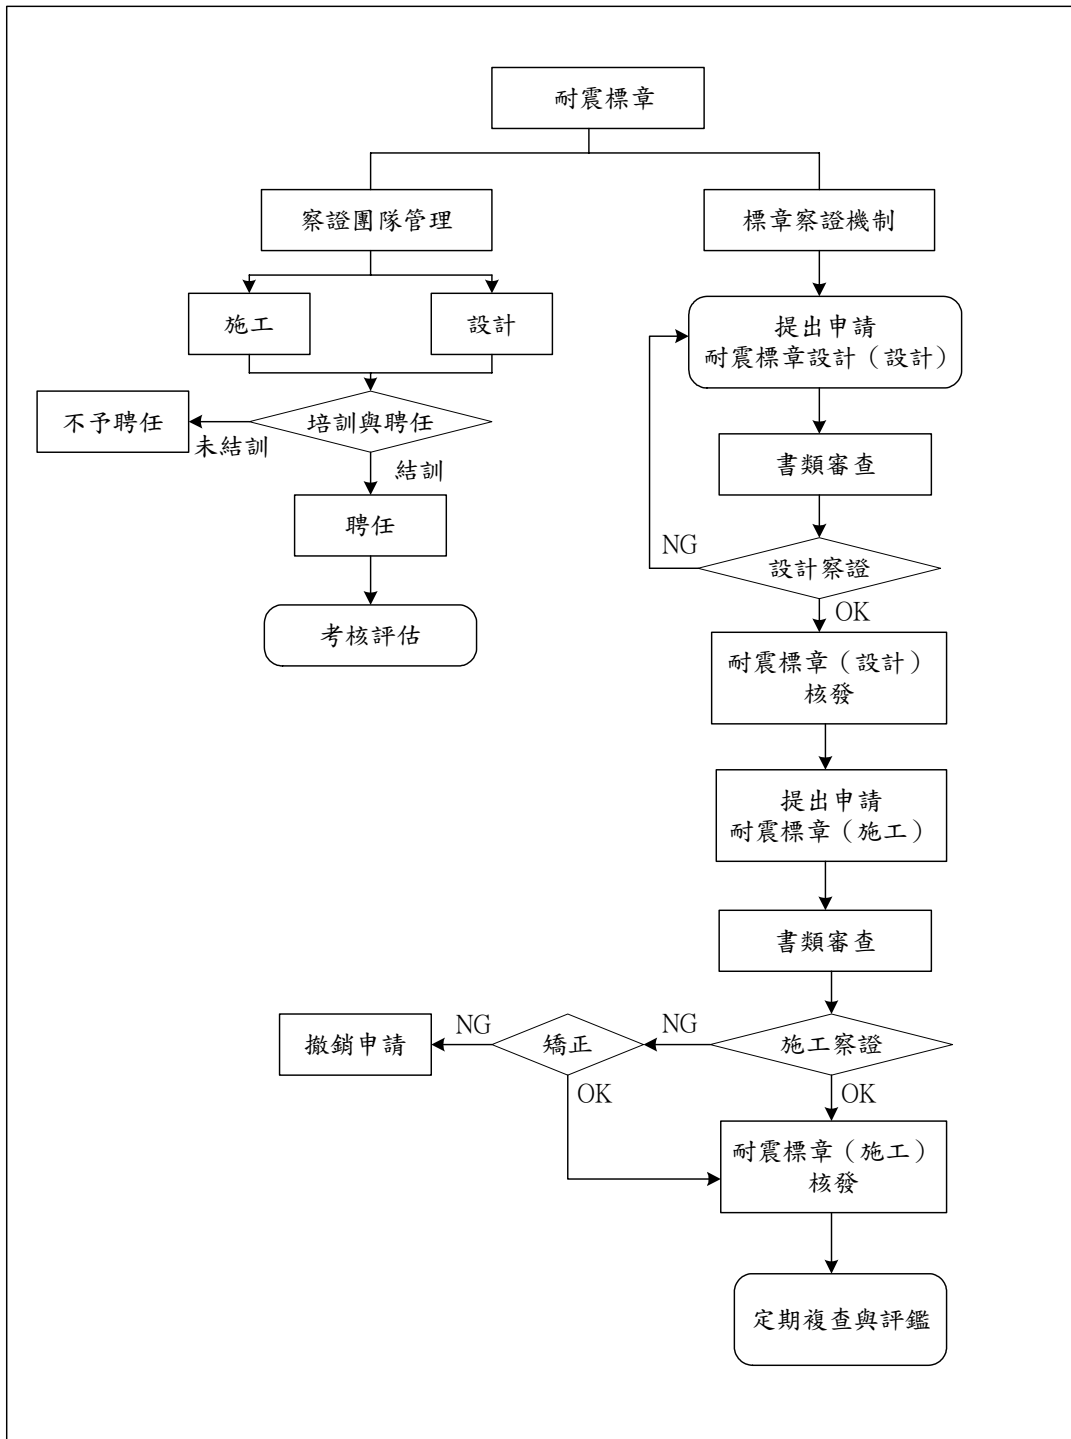 耐震標章
察證團隊管理
標章察證機制
施工
設計
提出申請
耐震標章設計（設計）
不予聘任
培訓與聘任
未結訓
結訓
書類審查
聘任
NG
設計察證
OK
考核評估
耐震標章（設計）
核發
提出申請
耐震標章（施工）
書類審查
撤銷申請
NG
矯正
NG
施工察證
OK
OK
耐震標章（施工）
核發
定期複查與評鑑